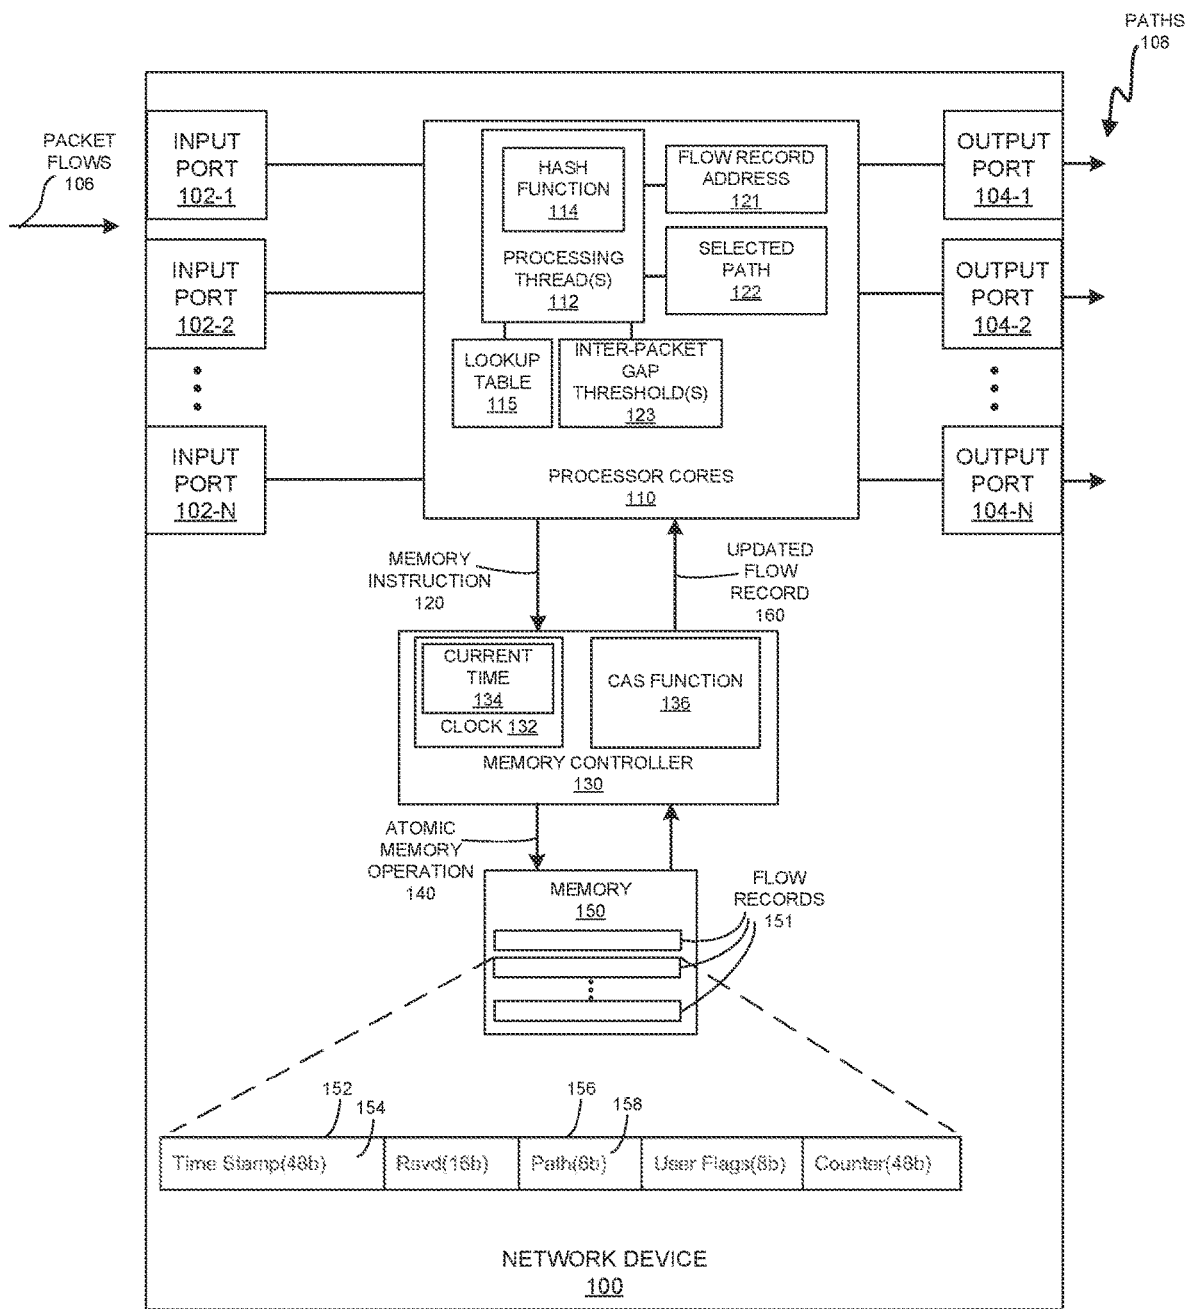 PATHS
108
PACKET
FLOWS
106
INPUT
PORT
102-1
INPUT
PORT
102-2
INPUT
PORT
102-N
HASH
FUNCTION
114
PROCESSING
THREAD(S)
112
FLOW RECORD
ADDRESS
121
SELECTED
PATH
122
LOOKUP
TABLE
115
INTER-PACKET
GAP
THRESHOLD(S)
123
PROCESSOR CORES
110
OUTPUT
PORT
104-1
OUTPUT
PORT
104-2
OUTPUT
PORT
104-N
MEMORY
INSTRUCTION
120
UPDATED
FLOW
RECORD
160
CURRENT
TIME
134
CLOCK 132
CAS FUNCTION
136
MEMORY CONTROLLER
130
ATOMIC
MEMORY
OPERATION
140
MEMORY
150
FLOW
RECORDS
151
152
154
156
158
Time Stamp(48b)
Rsvd(16b)
Path(8b)
User Flags(8b)
Counter(48b)
NETWORK DEVICE
100